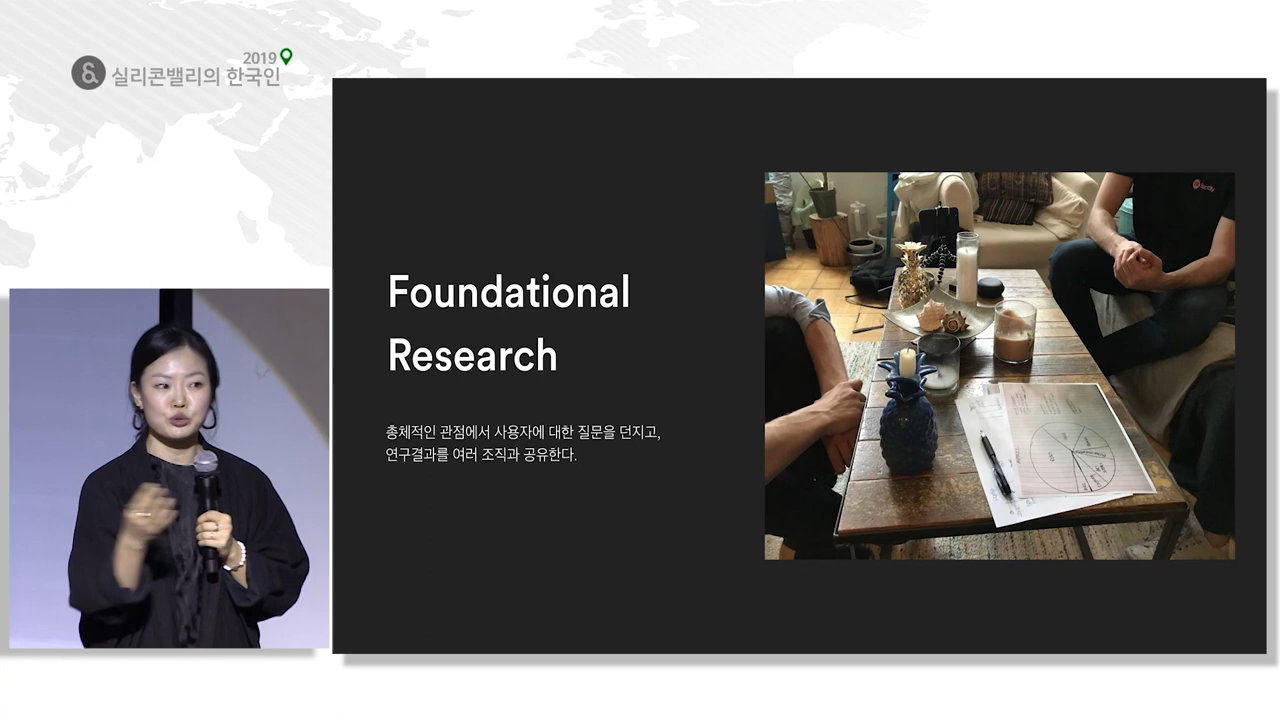 2019
& 실리콘밸리의 한국인
Foundational
Research
총체적인 관점에서 사용자에 대한 질문을 던지고,
연구결과를 여러 조직과 공유한다.